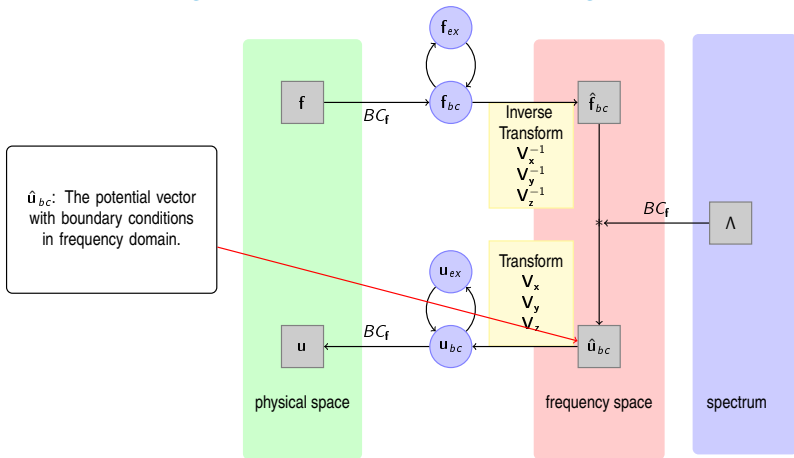 f_ex
f
f_bc
f̂_bc
BC_f
Inverse
Transform
V_x^{-1}
V_y^{-1}
V_z^{-1}
û_bc: The potential vector
with boundary conditions
in frequency domain.
*
BC_f
Λ
u_ex
Transform
V_x
V_y
V_z
u
BC_f
u_bc
û_bc
physical space
frequency space
spectrum